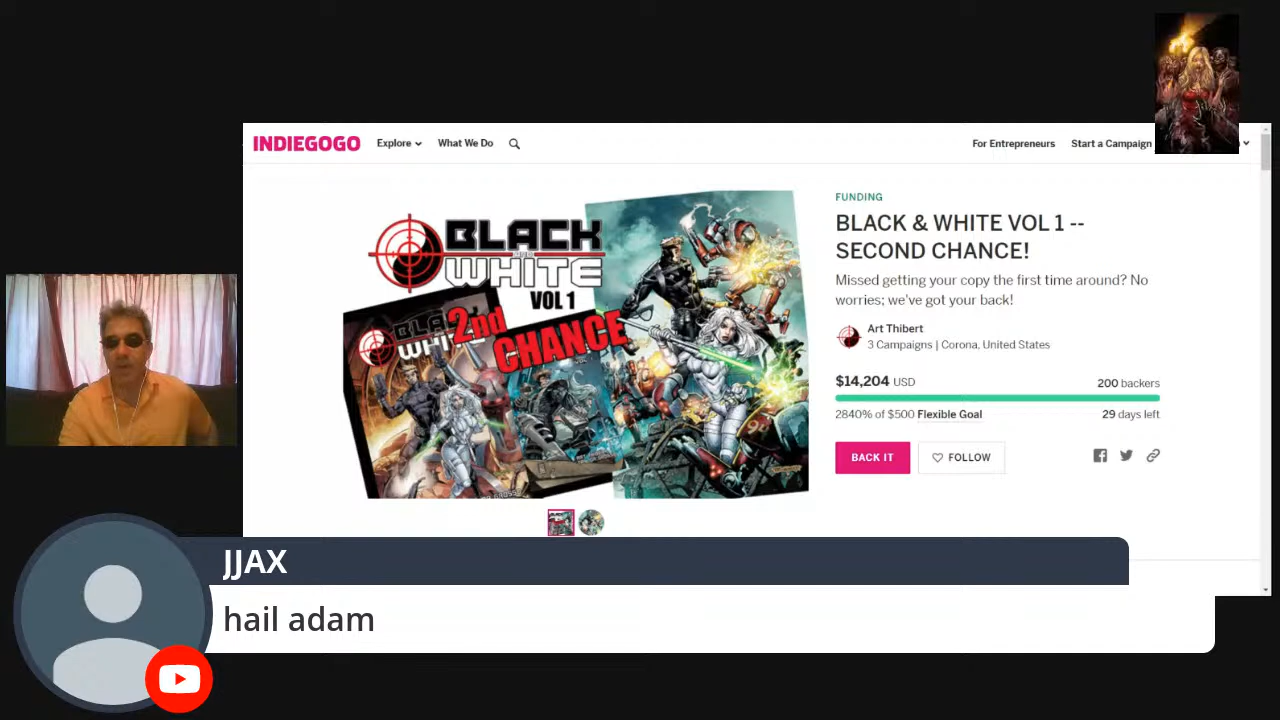 INDIEGOGO
Explore
What We Do
For Entrepreneurs
Start a Campaign
BLACK
WHITE
VOL 1
BLA
2nd
CHANCE
FUNDING
BLACK & WHITE VOL 1 --
SECOND CHANCE!
Missed getting your copy the first time around? No
worries; we've got your back!
Art Thibert
3 Campaigns | Corona, United States
$14,204 USD
200 backers
2840% of $500 Flexible Goal
29 days left
BACK IT
FOLLOW
JJAX
hail adam